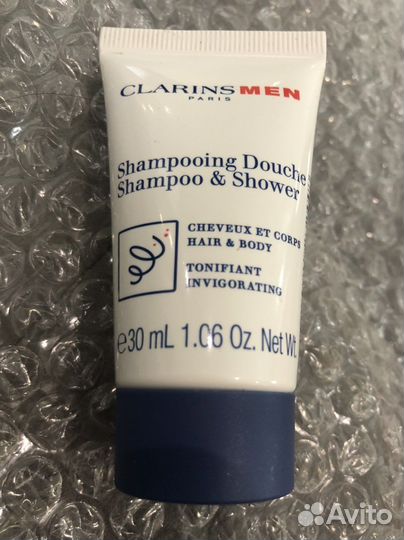 CLARINSMEN
PARIS
Shampooing Douche
Shampoo & Shower
CHEVEUX ET CORPS
HAIR & BODY
TONIFIANT
INVIGORATING
℮30 mL 1.06 Oz. Net Wt.
Avito